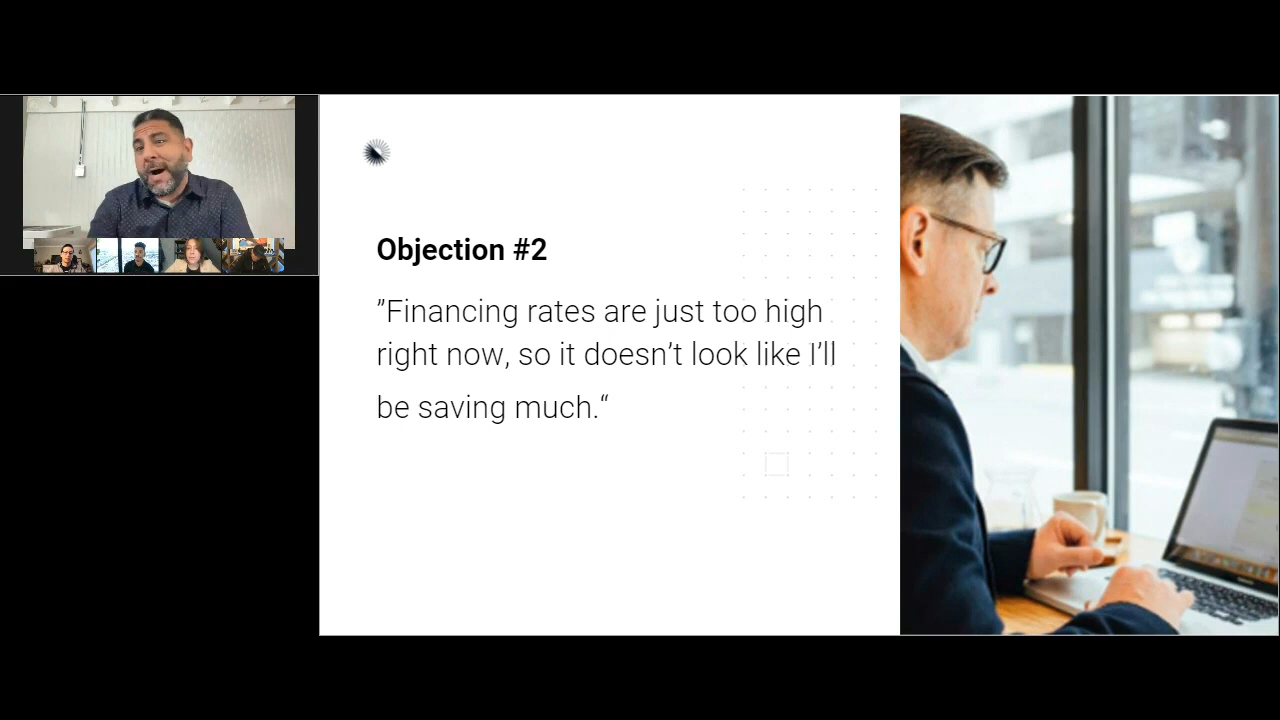 Objection #2
”Financing rates are just too high
right now, so it doesn’t look like I’ll
be saving much.“